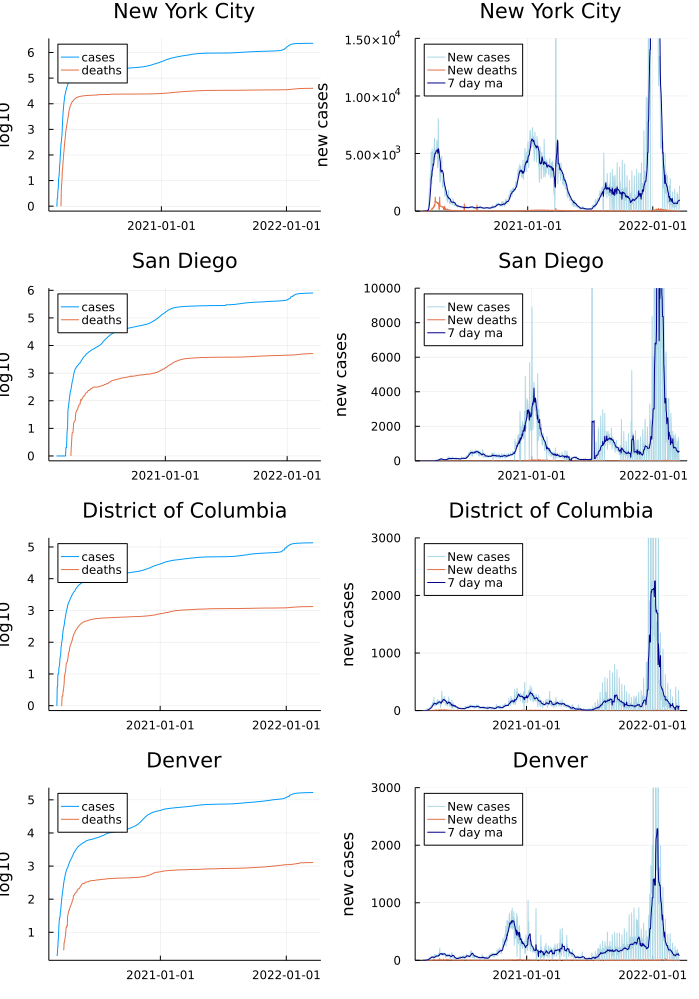 New York City
New York City
log10
6
5
4
3
2
1
0
cases
deaths
2021-01-01
2022-01-01
new cases
1.50×10⁴
1.00×10⁴
5.00×10³
0
New cases
New deaths
7 day ma
2021-01-01
2022-01-01
San Diego
San Diego
log10
6
5
4
3
2
1
0
cases
deaths
2021-01-01
2022-01-01
new cases
10000
8000
6000
4000
2000
0
New cases
New deaths
7 day ma
2021-01-01
2022-01-01
District of Columbia
District of Columbia
log10
5
4
3
2
1
0
cases
deaths
2021-01-01
2022-01-01
new cases
3000
2000
1000
0
New cases
New deaths
7 day ma
2021-01-01
2022-01-01
Denver
Denver
log10
5
4
3
2
1
cases
deaths
2021-01-01
2022-01-01
new cases
3000
2000
1000
0
New cases
New deaths
7 day ma
2021-01-01
2022-01-01